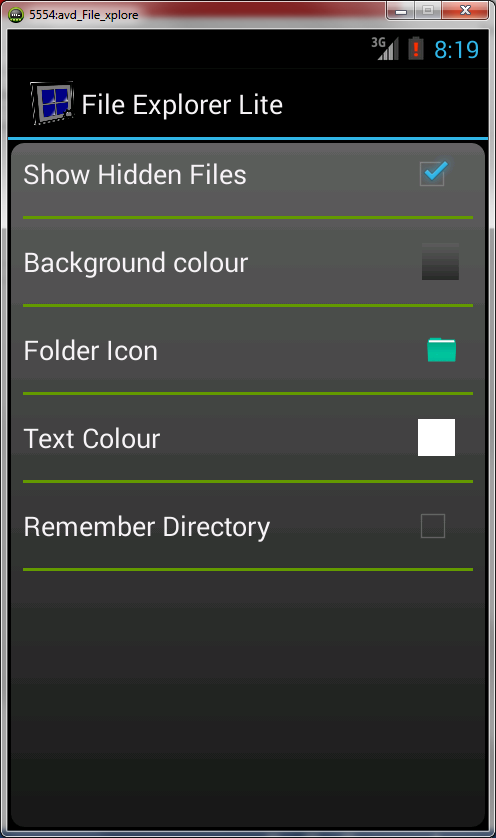 5554:avd_File_xplore
3G 8:19
File Explorer Lite
Show Hidden Files
Background colour
Folder Icon
Text Colour
Remember Directory